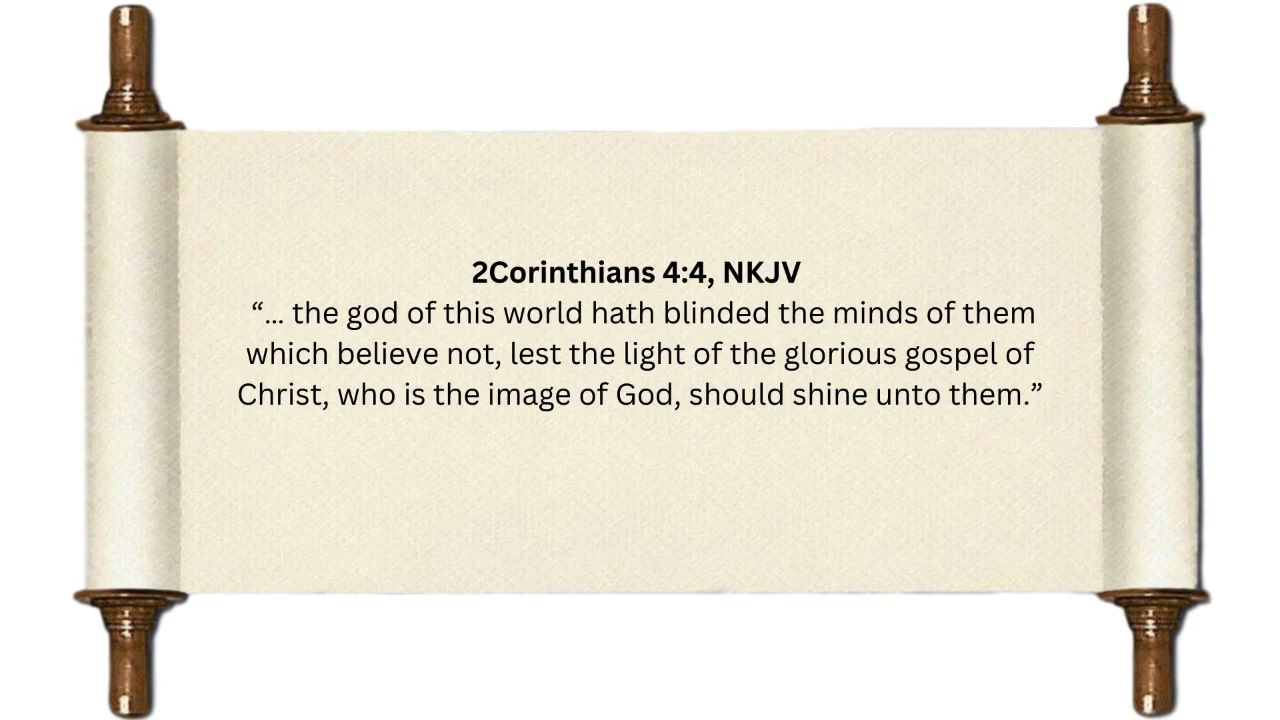 2Corinthians 4:4, NKJV
“... the god of this world hath blinded the minds of them
which believe not, lest the light of the glorious gospel of
Christ, who is the image of God, should shine unto them.”